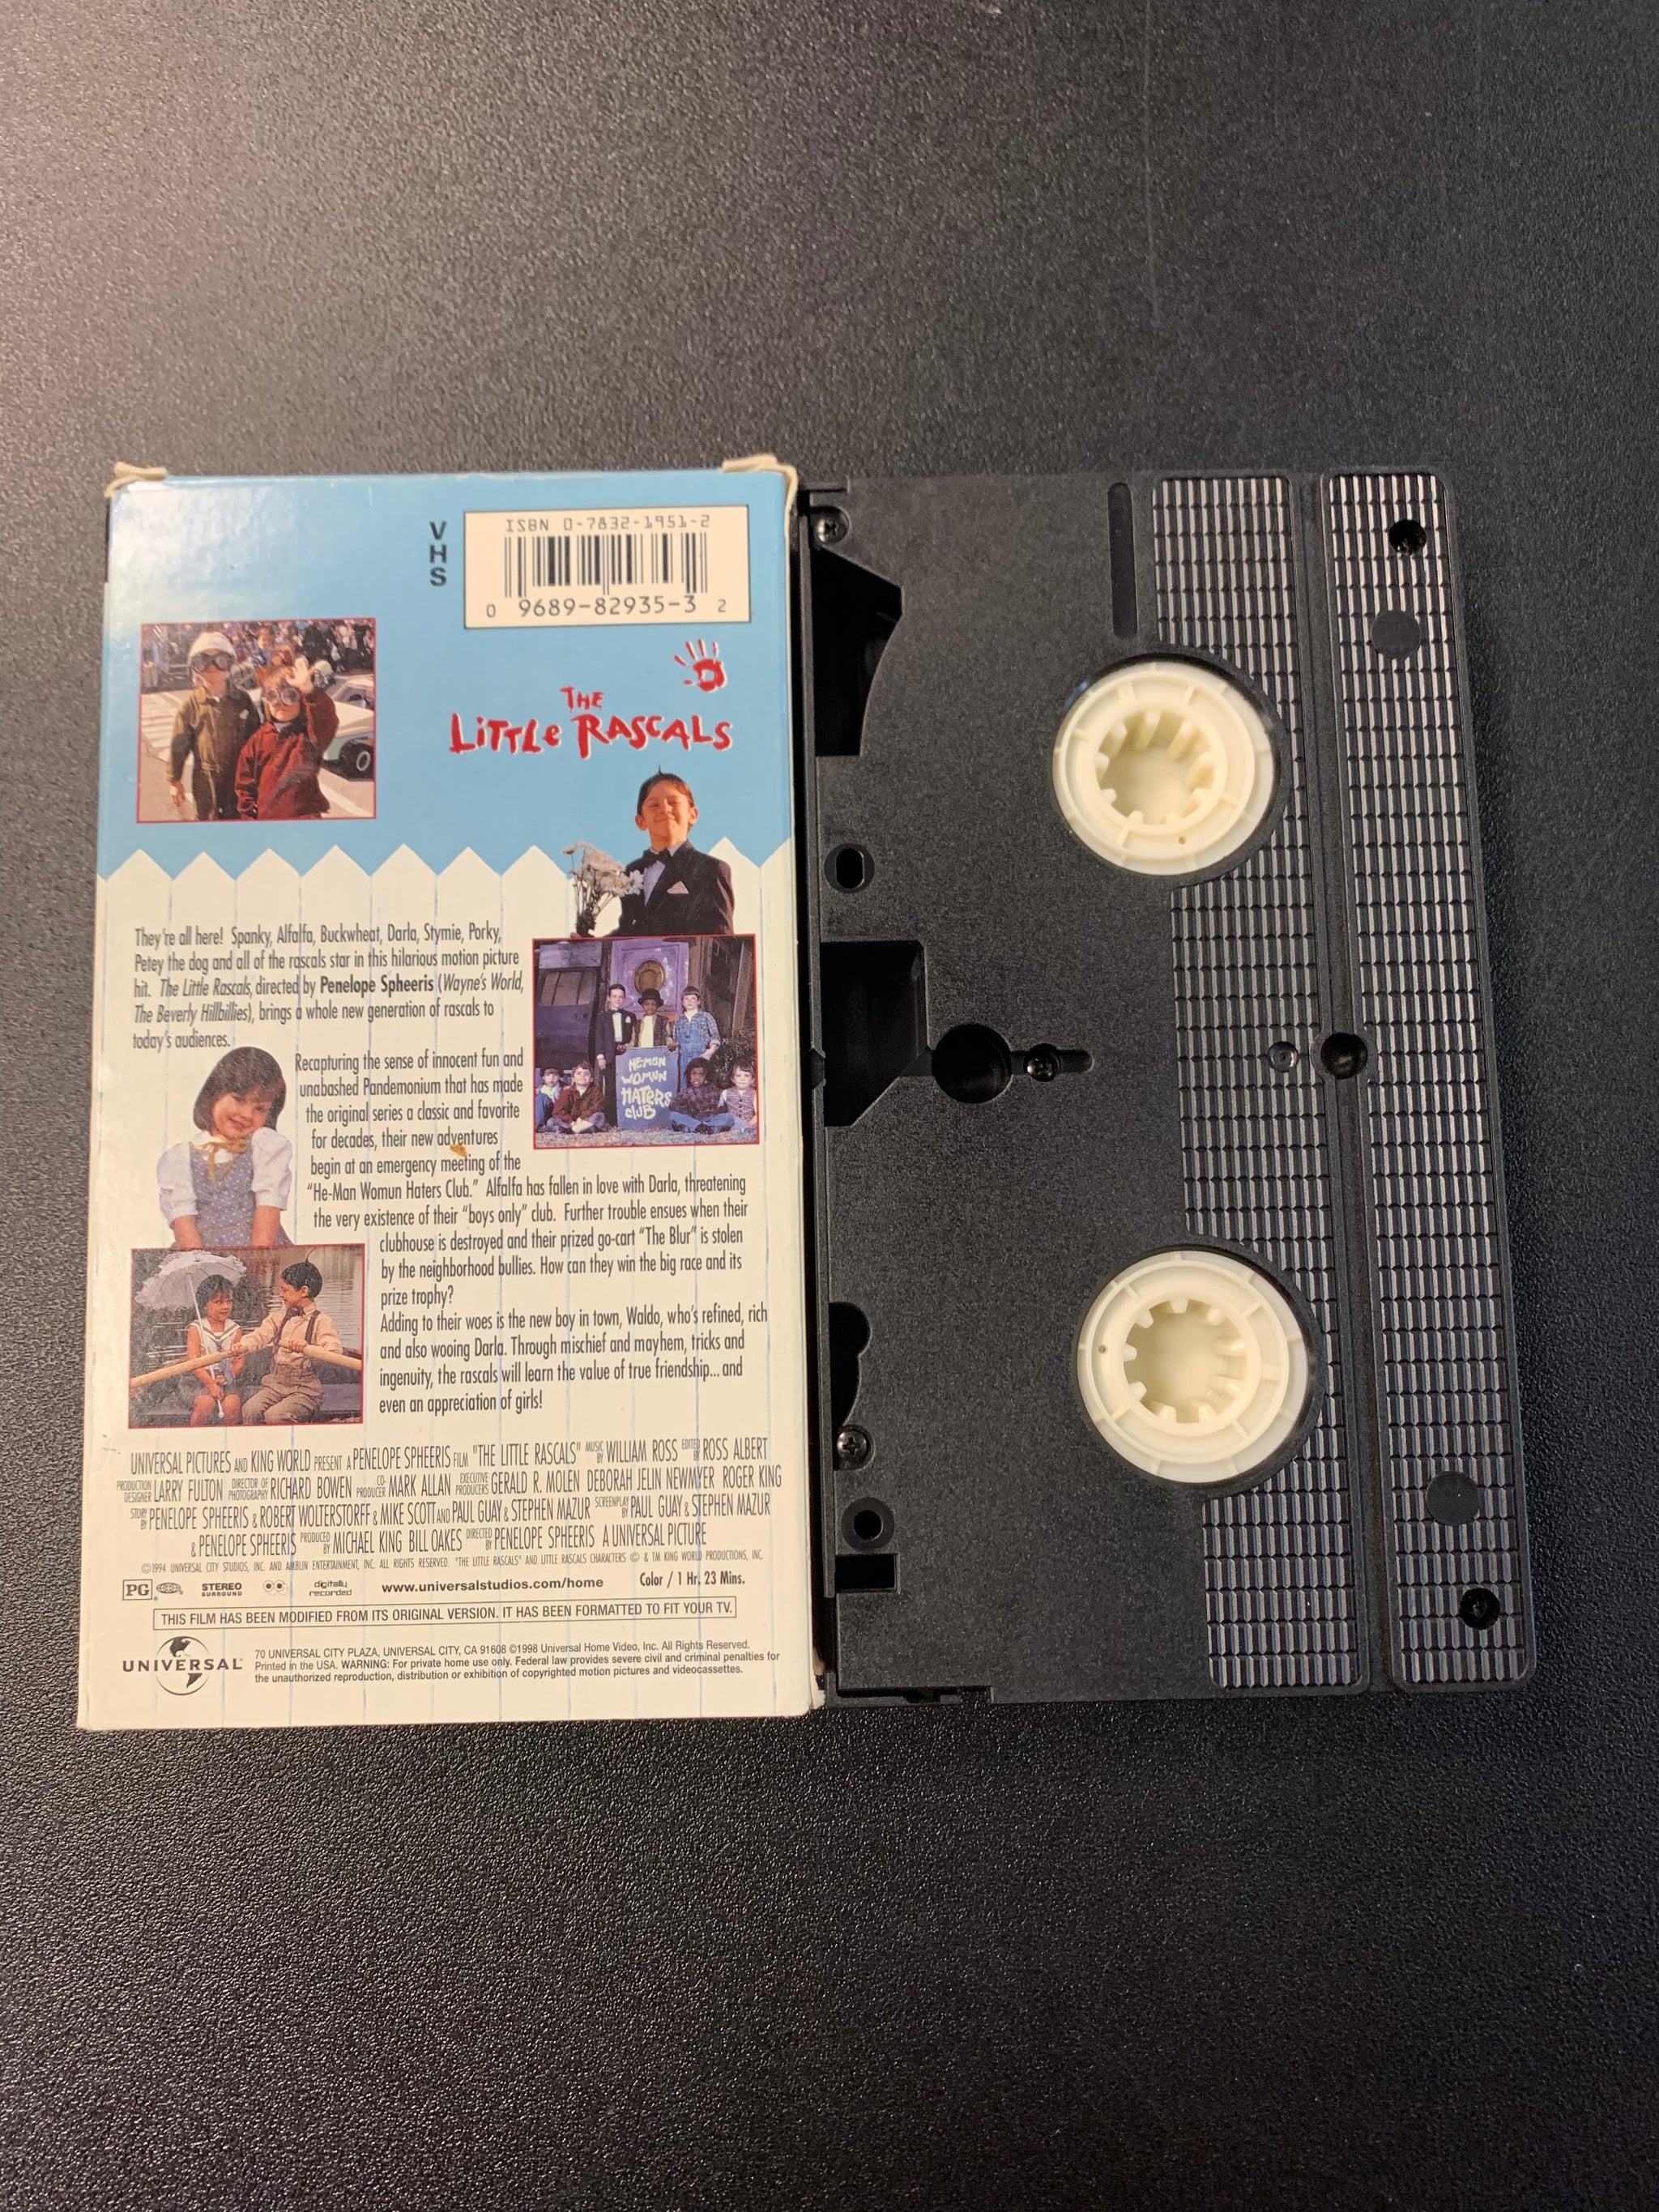 VHS
ISBN 0-7832-1951-2
0 9689-82935-3 2
THE
LiTTLe RASCALS
They're all here! Spanky, Alfalfa, Buckwheat, Darla, Stymie, Porky,
Petey the dog and all of the rascals star in this hilarious motion picture
hit. The Little Rascals, directed by Penelope Spheeris (Wayne's World,
The Beverly Hillbillies), brings a whole new generation of rascals to
today's audiences.
HE-MAN
WOMUN
HATERS
CLUB
Recapturing the sense of innocent fun and
unabashed Pandemonium that has made
the original series a classic and favorite
for decades, their new adventures
begin at an emergency meeting of the
"He-Man Womun Haters Club." Alfalfa has fallen in love with Darla, threatening
the very existence of their "boys only" club. Further trouble ensues when their
clubhouse is destroyed and their prized go-cart "The Blur" is stolen
by the neighborhood bullies. How can they win the big race and its
prize trophy?
Adding to their woes is the new boy in town, Waldo, who's refined, rich
and also wooing Darla. Through mischief and mayhem, tricks and
ingenuity, the rascals will learn the value of true friendship... and
even an appreciation of girls!
UNIVERSAL PICTURES AND KING WORLD PRESENT A PENELOPE SPHEERIS FILM "THE LITTLE RASCALS" MUSIC BY WILLIAM ROSS EDITED BY ROSS ALBERT
PRODUCTION DESIGNER LARRY FULTON DIRECTOR OF PHOTOGRAPHY RICHARD BOWEN CO-PRODUCER MARK ALLAN EXECUTIVE PRODUCERS GERALD R. MOLEN DEBORAH JELIN NEWMYER ROGER KING
STORY BY PENELOPE SPHEERIS & ROBERT WOLTERSTORFF & MIKE SCOTT AND PAUL GUAY & STEPHEN MAZUR SCREENPLAY BY PAUL GUAY & STEPHEN MAZUR
& PENELOPE SPHEERIS PRODUCED BY MICHAEL KING BILL OAKES DIRECTED BY PENELOPE SPHEERIS A UNIVERSAL PICTURE
©1994 UNIVERSAL CITY STUDIOS, INC. AND AMBLIN ENTERTAINMENT, INC. ALL RIGHTS RESERVED. "THE LITTLE RASCALS" AND LITTLE RASCALS CHARACTERS © & TM KING WORLD PRODUCTIONS, INC.
PG STEREO SURROUND digitally recorded www.universalstudios.com/home Color / 1 Hr. 23 Mins.
THIS FILM HAS BEEN MODIFIED FROM ITS ORIGINAL VERSION. IT HAS BEEN FORMATTED TO FIT YOUR TV.
UNIVERSAL
70 UNIVERSAL CITY PLAZA, UNIVERSAL CITY, CA 91608 ©1998 Universal Home Video, Inc. All Rights Reserved.
Printed in the USA. WARNING: For private home use only. Federal law provides severe civil and criminal penalties for
the unauthorized reproduction, distribution or exhibition of copyrighted motion pictures and videocassettes.